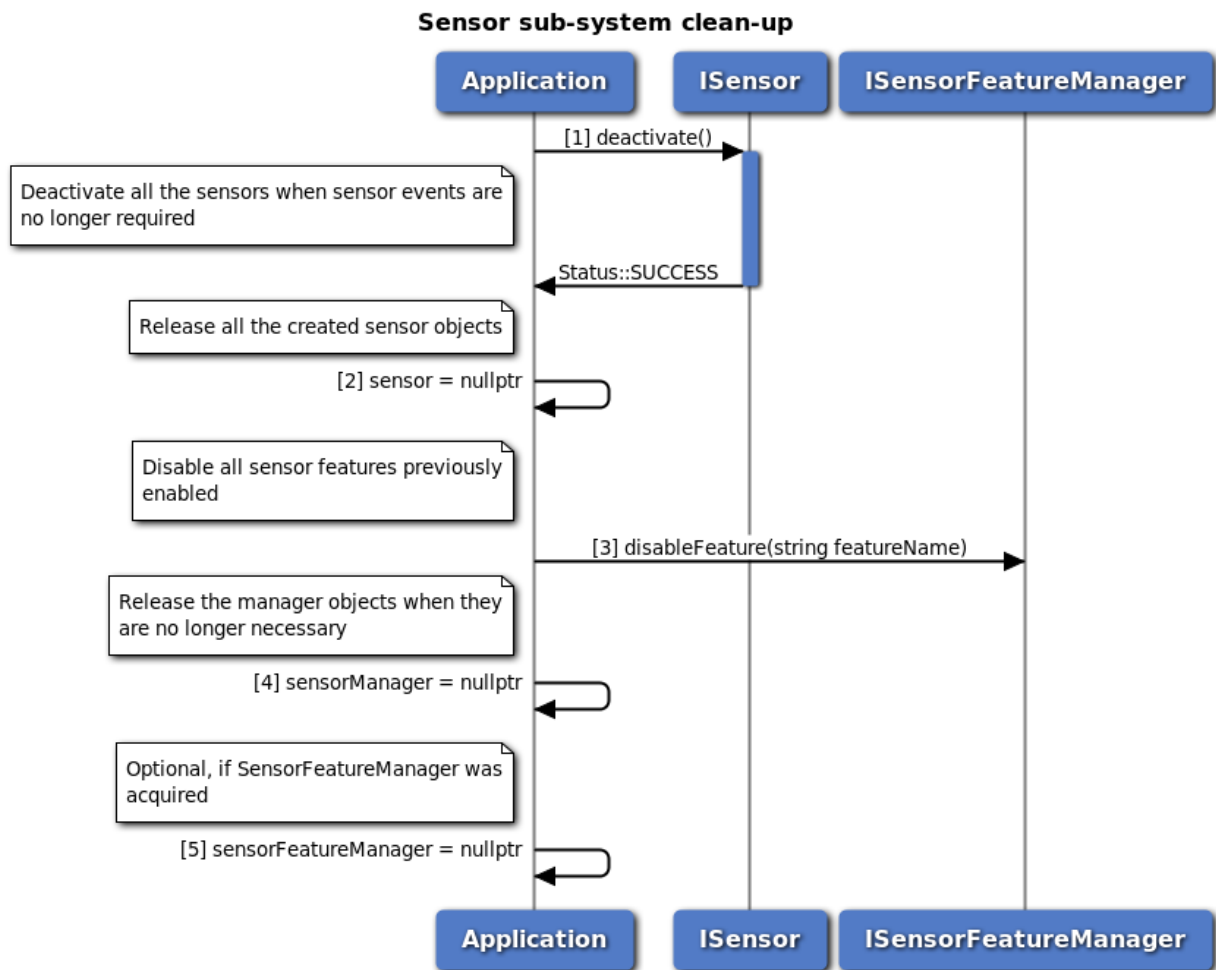 Sensor sub-system clean-up
Application
ISensor
ISensorFeatureManager
[1] deactivate()
Deactivate all the sensors when sensor events are
no longer required
Status::SUCCESS
Release all the created sensor objects
[2] sensor = nullptr
Disable all sensor features previously
enabled
[3] disableFeature(string featureName)
Release the manager objects when they
are no longer necessary
[4] sensorManager = nullptr
Optional, if SensorFeatureManager was
acquired
[5] sensorFeatureManager = nullptr
Application
ISensor
ISensorFeatureManager